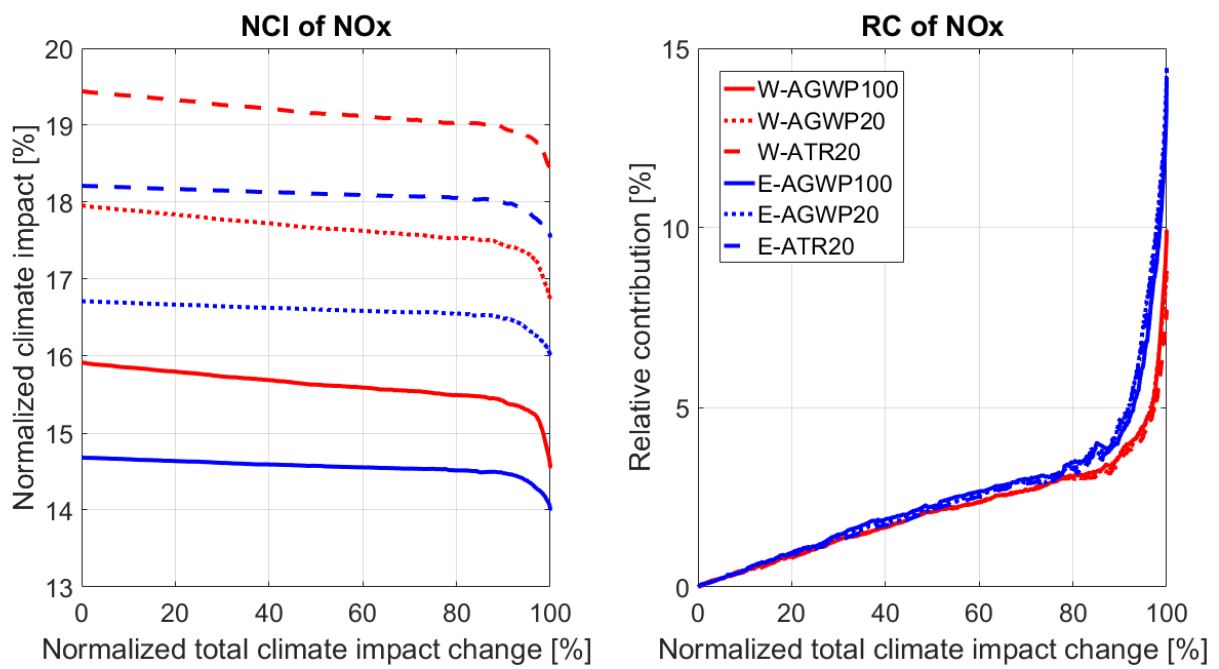 NCI of NOx
Normalized climate impact [%]
20
19
18
17
16
15
14
13
0 20 40 60 80 100
Normalized total climate impact change [%]
RC of NOx
Relative contribution [%]
15
10
5
0
W-AGWP100
W-AGWP20
W-ATR20
E-AGWP100
E-AGWP20
E-ATR20
0 20 40 60 80 100
Normalized total climate impact change [%]